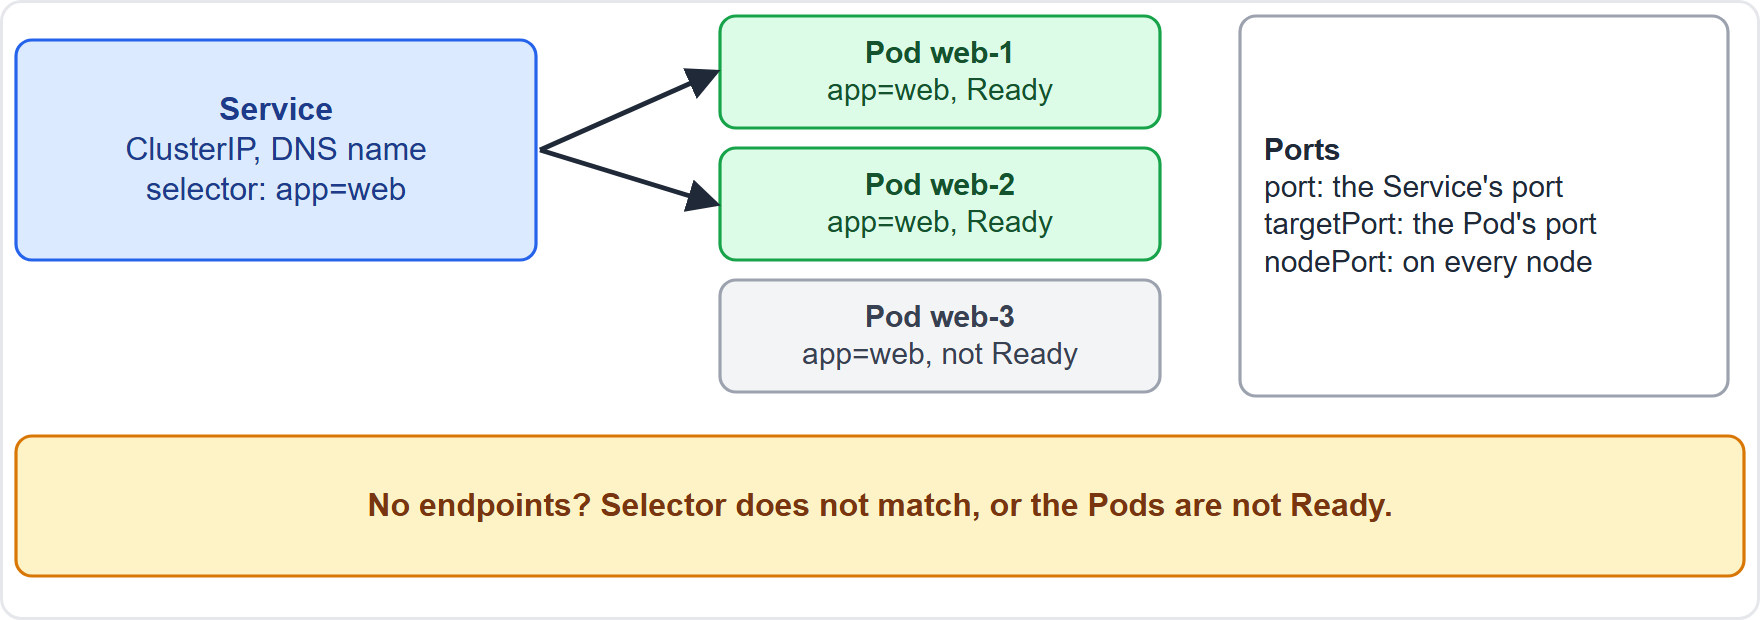 Service
ClusterIP, DNS name
selector: app=web
Pod web-1
app=web, Ready
Pod web-2
app=web, Ready
Pod web-3
app=web, not Ready
Ports
port: the Service's port
targetPort: the Pod's port
nodePort: on every node
No endpoints? Selector does not match, or the Pods are not Ready.